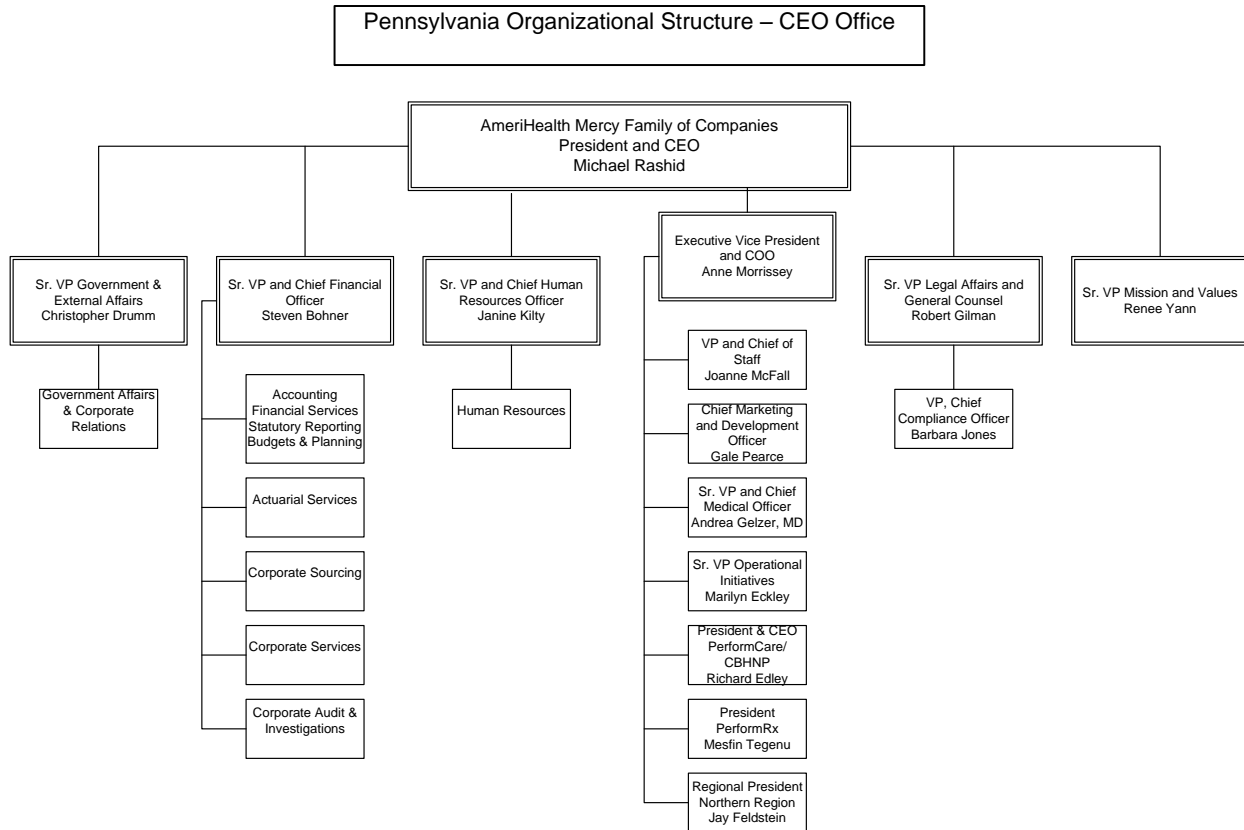 Pennsylvania Organizational Structure – CEO Office
AmeriHealth Mercy Family of Companies
President and CEO
Michael Rashid
Sr. VP Government &
External Affairs
Christopher Drumm
Sr. VP and Chief Financial
Officer
Steven Bohner
Sr. VP and Chief Human
Resources Officer
Janine Kilty
Executive Vice President
and COO
Anne Morrissey
Sr. VP Legal Affairs and
General Counsel
Robert Gilman
Sr. VP Mission and Values
Renee Yann
Government Affairs
& Corporate
Relations
Accounting
Financial Services
Statutory Reporting
Budgets & Planning
Actuarial Services
Corporate Sourcing
Corporate Services
Corporate Audit &
Investigations
Human Resources
VP and Chief of
Staff
Joanne McFall
Chief Marketing
and Development
Officer
Gale Pearce
Sr. VP and Chief
Medical Officer
Andrea Gelzer, MD
Sr. VP Operational
Initiatives
Marilyn Eckley
President & CEO
PerformCare/
CBHNP
Richard Edley
President
PerformRx
Mesfin Tegenu
Regional President
Northern Region
Jay Feldstein
VP, Chief
Compliance Officer
Barbara Jones